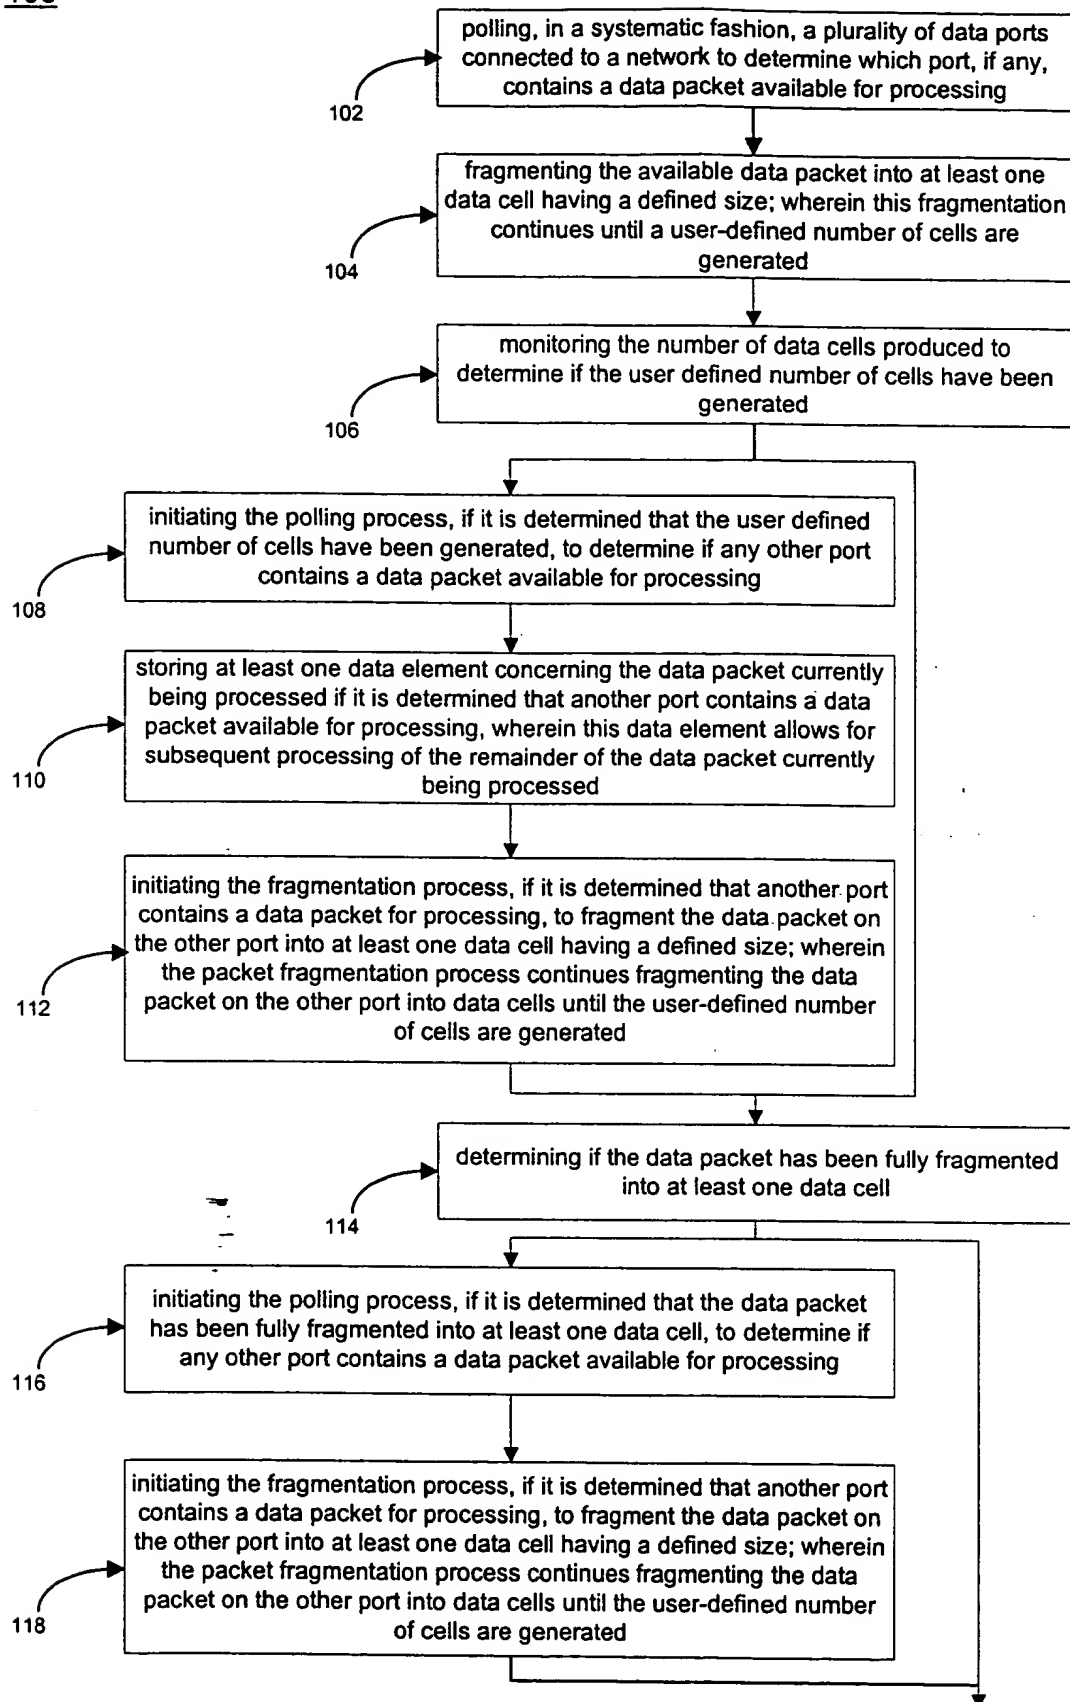 polling, in a systematic fashion, a plurality of data ports
connected to a network to determine which port, if any,
contains a data packet available for processing
102
fragmenting the available data packet into at least one
data cell having a defined size; wherein this fragmentation
continues until a user-defined number of cells are
generated
104
monitoring the number of data cells produced to
determine if the user defined number of cells have been
generated
106
initiating the polling process, if it is determined that the user defined
number of cells have been generated, to determine if any other port
contains a data packet available for processing
108
storing at least one data element concerning the data packet currently
being processed if it is determined that another port contains a data
packet available for processing, wherein this data element allows for
subsequent processing of the remainder of the data packet currently
being processed
110
initiating the fragmentation process, if it is determined that another port
contains a data packet for processing, to fragment the data packet on
the other port into at least one data cell having a defined size; wherein
the packet fragmentation process continues fragmenting the data
packet on the other port into data cells until the user-defined number
of cells are generated
112
determining if the data packet has been fully fragmented
into at least one data cell
114
initiating the polling process, if it is determined that the data packet
has been fully fragmented into at least one data cell, to determine if
any other port contains a data packet available for processing
116
initiating the fragmentation process, if it is determined that another port
contains a data packet for processing, to fragment the data packet on
the other port into at least one data cell having a defined size; wherein
the packet fragmentation process continues fragmenting the data
packet on the other port into data cells until the user-defined number
of cells are generated
118